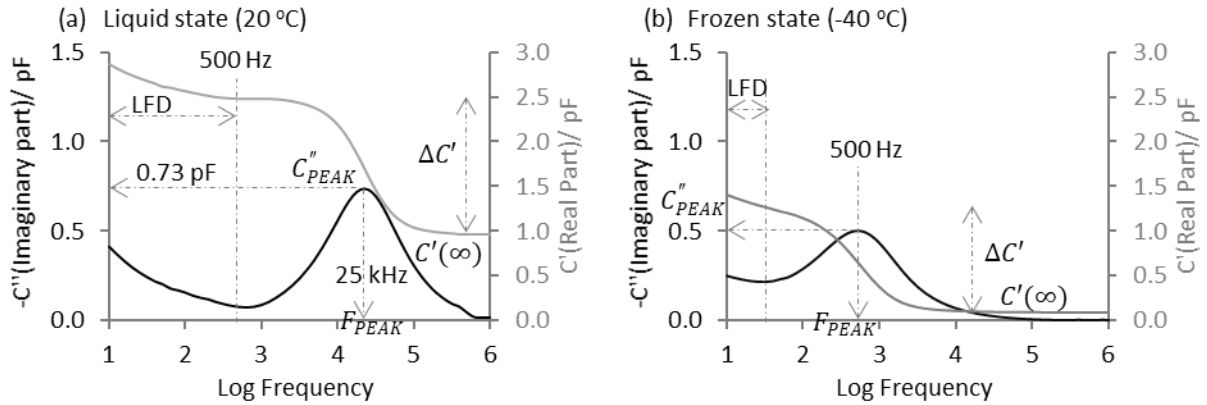 (a) Liquid state (20 °C)
-C''(Imaginary part)/ pF
1.5
1.0
0.5
0.0
500 Hz
LFD
0.73 pF
C″PEAK
ΔC′
C′(∞)
25 kHz
FPEAK
3.0
2.5
2.0
1.5
1.0
0.5
0.0
C'(Real Part)/ pF
1 2 3 4 5 6
Log Frequency
(b) Frozen state (-40 °C)
-C''(Imaginary part)/ pF
1.5
1.0
0.5
0.0
LFD
500 Hz
C″PEAK
ΔC′
C′(∞)
FPEAK
3.0
2.5
2.0
1.5
1.0
0.5
0.0
C'(Real Part)/ pF
1 2 3 4 5 6
Log Frequency